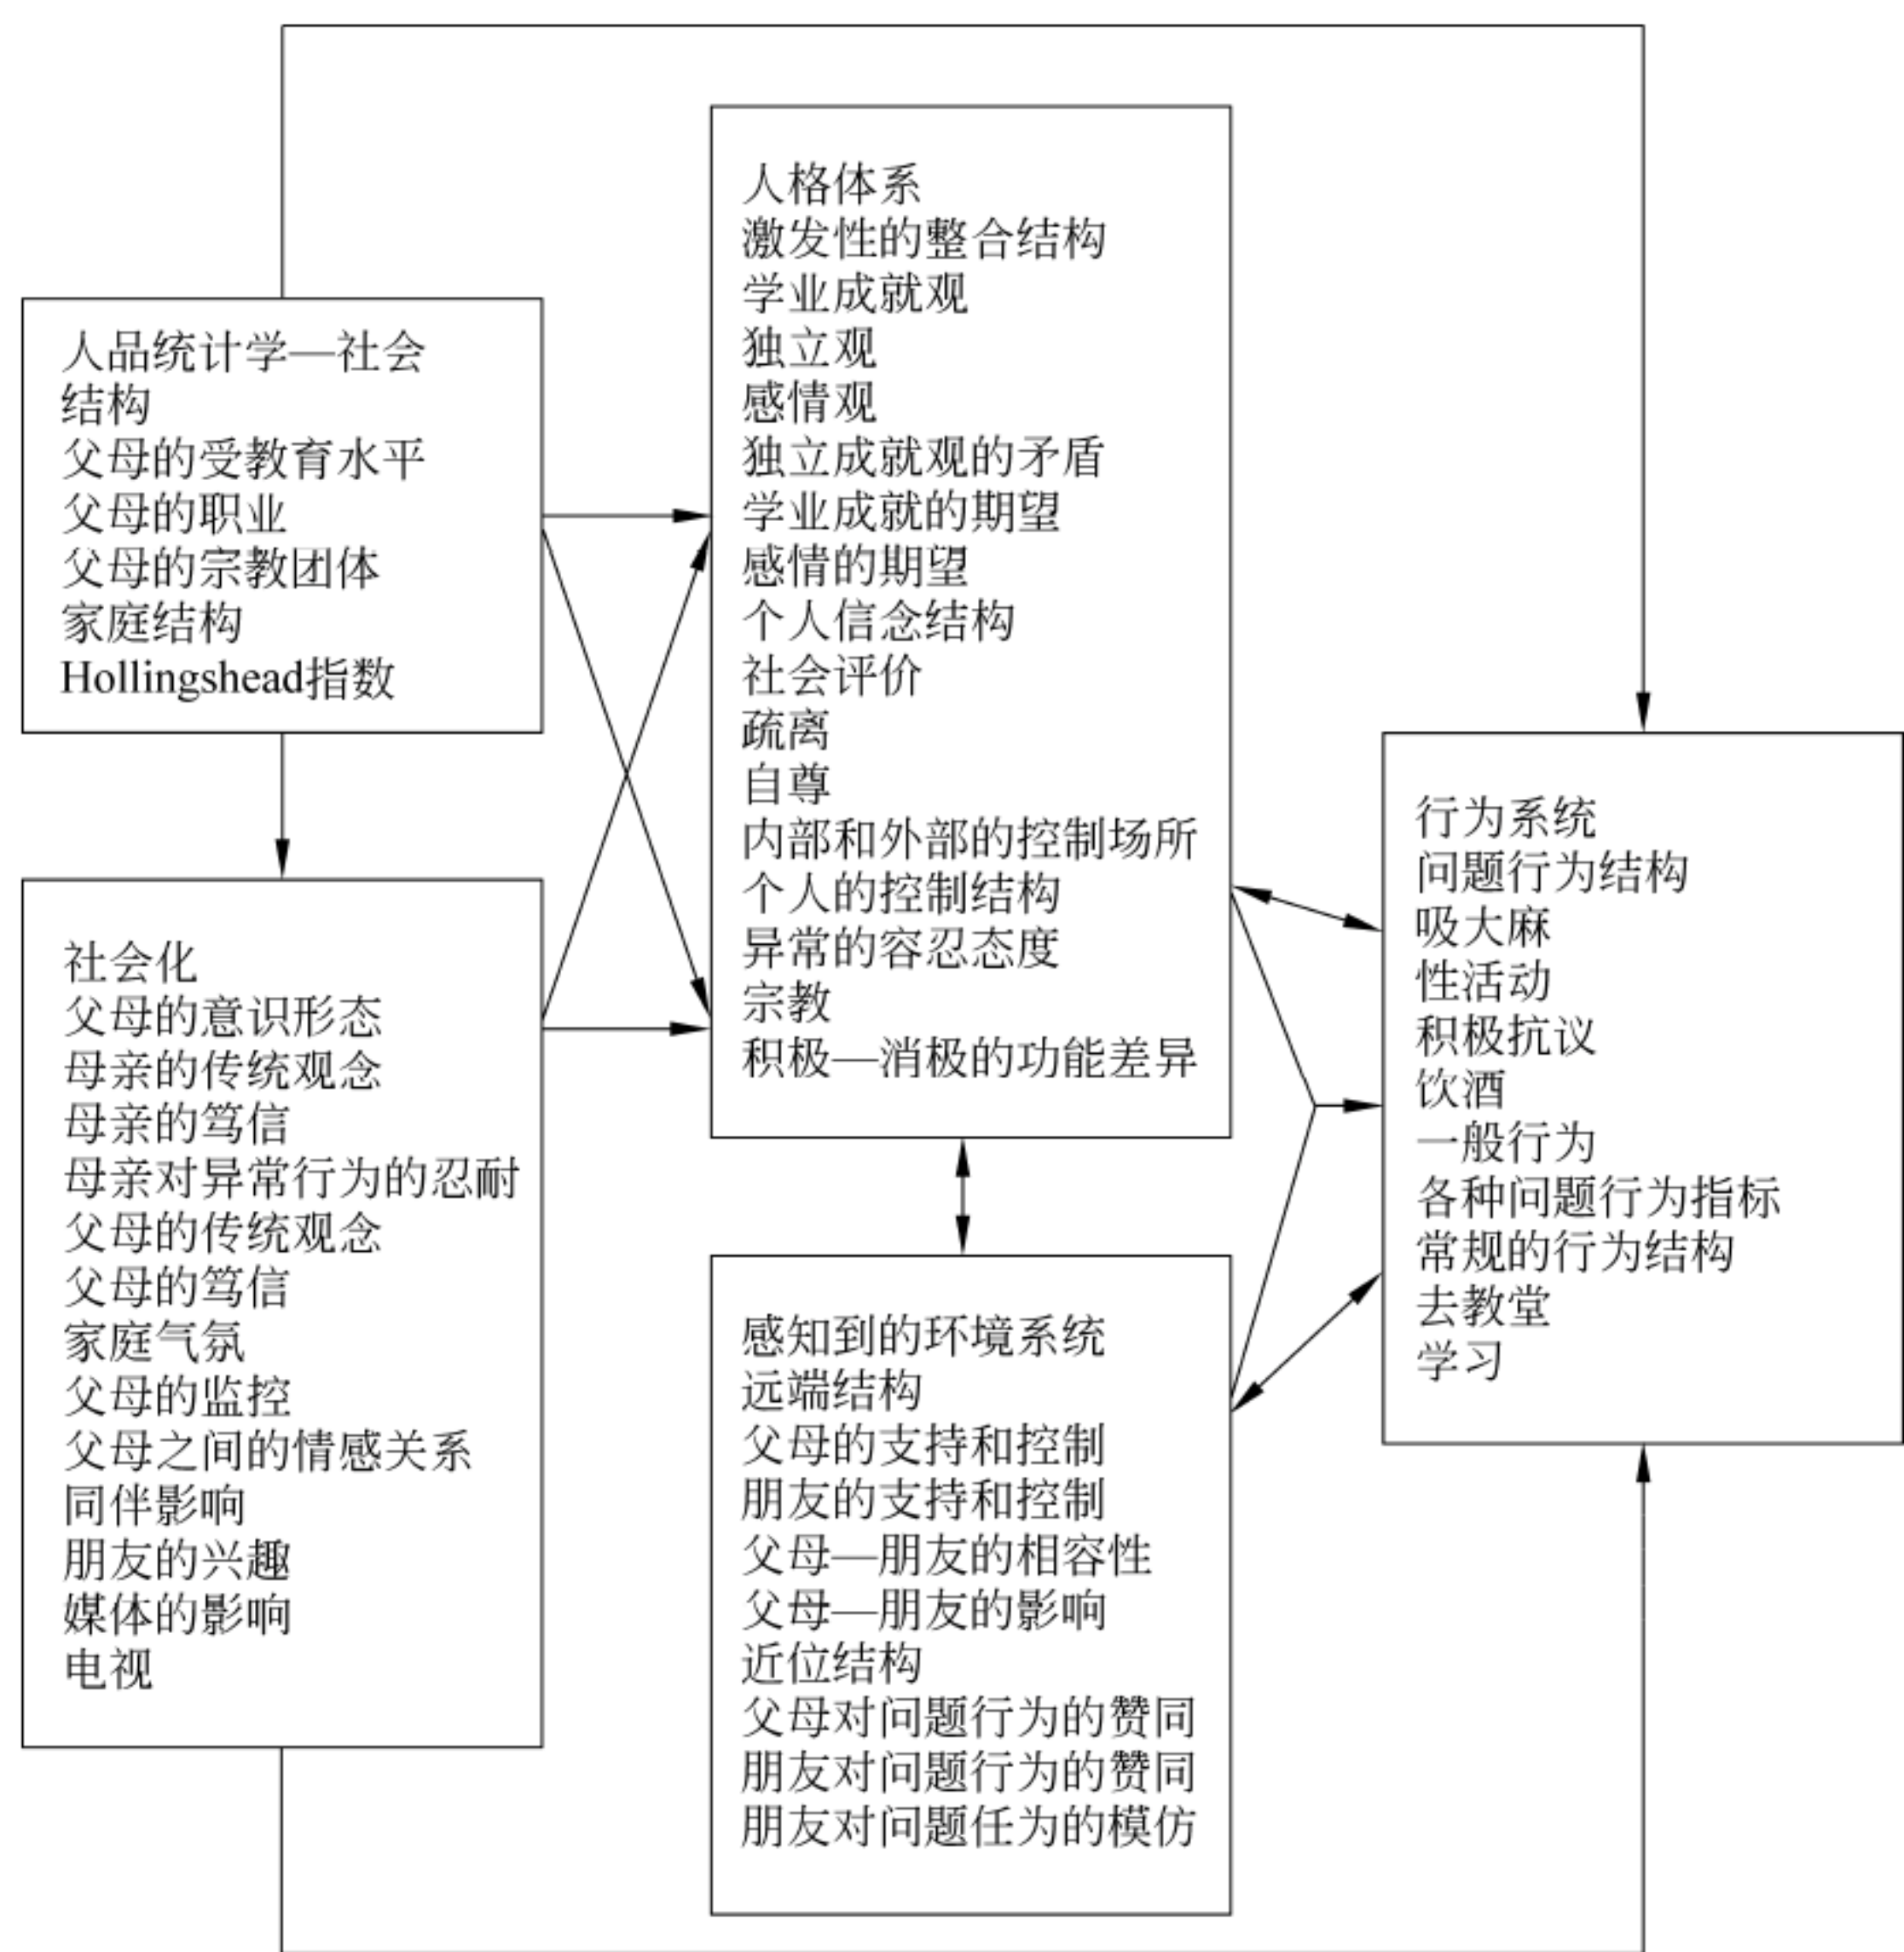 人品统计学—社会
结构
父母的受教育水平
父母的职业
父母的宗教团体
家庭结构
Hollingshead指数
社会化
父母的意识形态
母亲的传统观念
母亲的笃信
母亲对异常行为的忍耐
父母的传统观念
父母的笃信
家庭气氛
父母的监控
父母之间的情感关系
同伴影响
朋友的兴趣
媒体的影响
电视
人格体系
激发性的整合结构
学业成就观
独立观
感情观
独立成就观的矛盾
学业成就的期望
感情的期望
个人信念结构
社会评价
疏离
自尊
内部和外部的控制场所
个人的控制结构
异常的容忍态度
宗教
积极—消极的功能差异
感知到的环境系统
远端结构
父母的支持和控制
朋友的支持和控制
父母—朋友的相容性
父母—朋友的影响
近位结构
父母对问题行为的赞同
朋友对问题行为的赞同
朋友对问题任为的模仿
行为系统
问题行为结构
吸大麻
性活动
积极抗议
饮酒
一般行为
各种问题行为指标
常规的行为结构
去教堂
学习